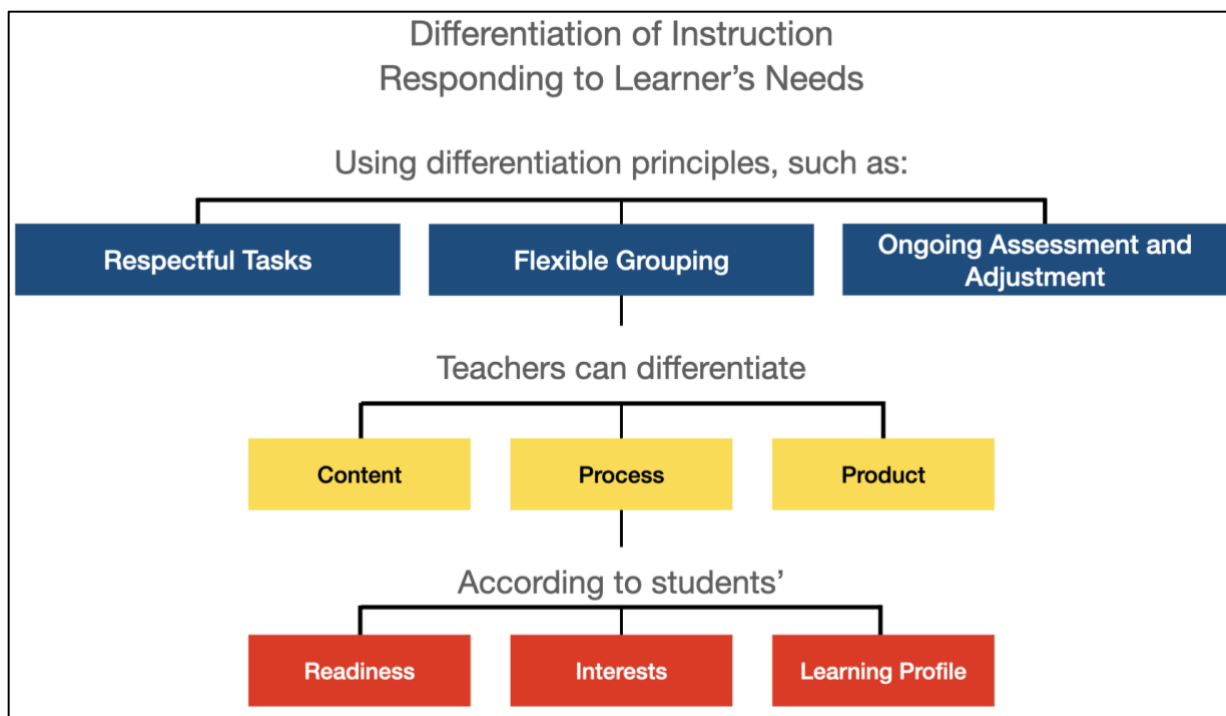 Differentiation of Instruction
Responding to Learner’s Needs
Using differentiation principles, such as:
Respectful Tasks
Flexible Grouping
Ongoing Assessment and
Adjustment
Teachers can differentiate
Content
Process
Product
According to students’
Readiness
Interests
Learning Profile